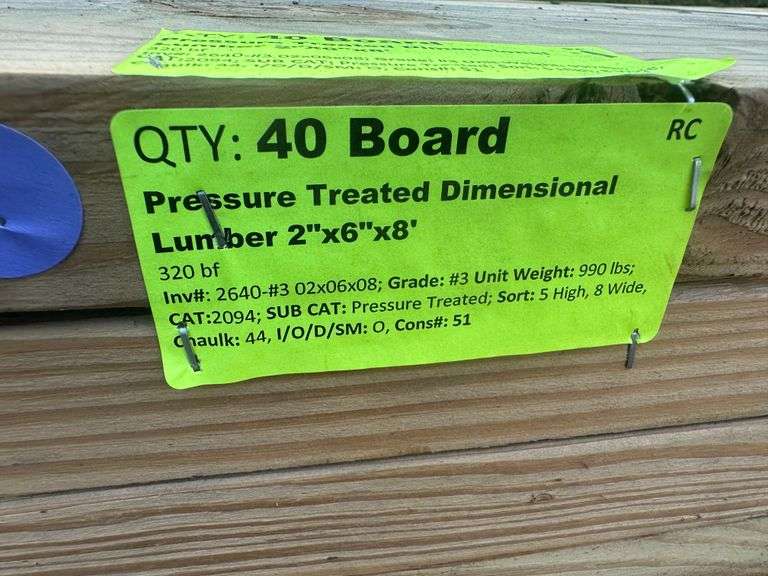 QTY: 40 Board
RC
Pressure Treated Dimensional
Lumber 2"x6"x8'
320 bf
Inv#: 2640-#3 02x06x08; Grade: #3 Unit Weight: 990 lbs;
CAT:2094; SUB CAT: Pressure Treated; Sort: 5 High, 8 Wide,
Chaulk: 44, I/O/D/SM: O, Cons#: 51